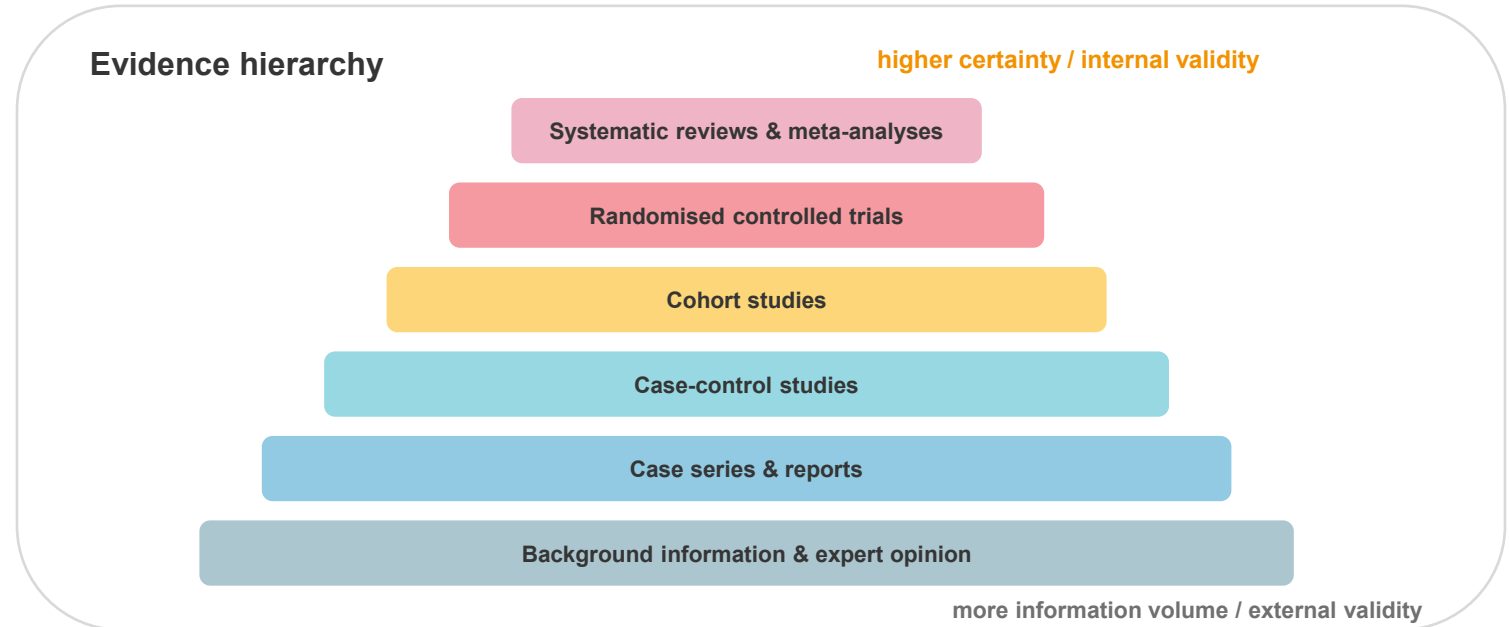 Evidence hierarchy
higher certainty / internal validity
Systematic reviews & meta-analyses
Randomised controlled trials
Cohort studies
Case-control studies
Case series & reports
Background information & expert opinion
more information volume / external validity